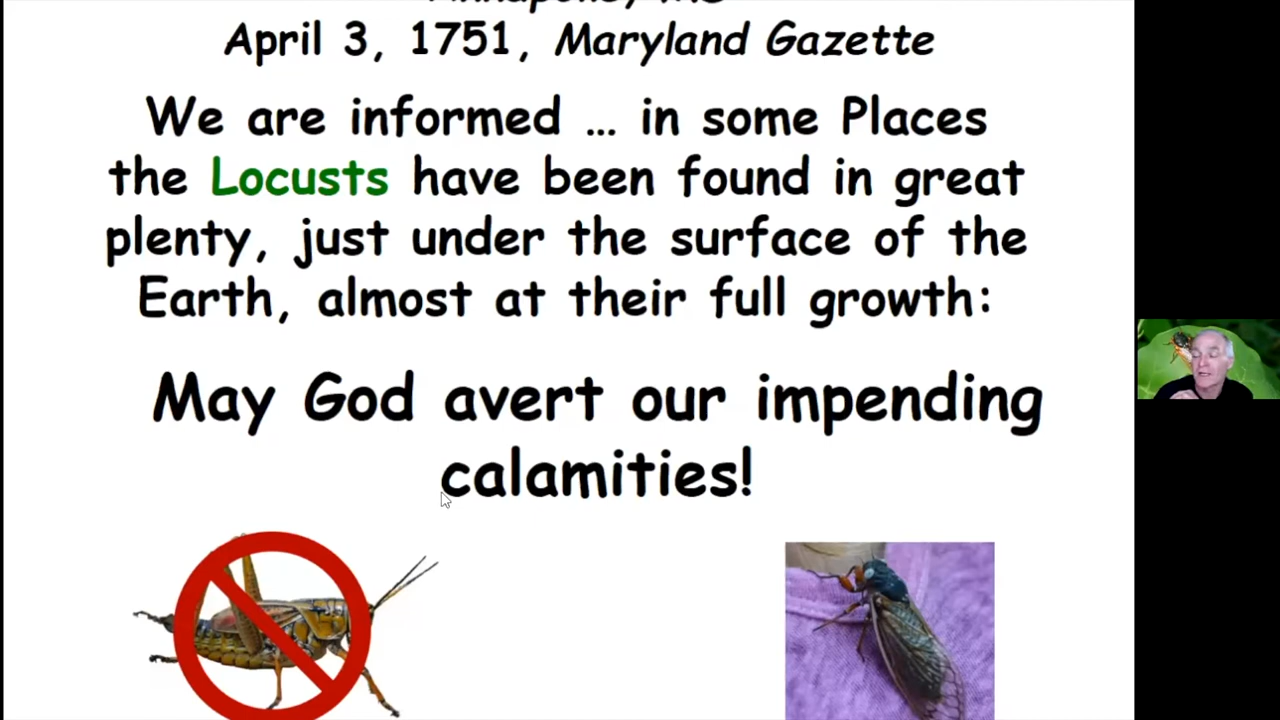 April 3, 1751, Maryland Gazette
We are informed … in some Places
the Locusts have been found in great
plenty, just under the surface of the
Earth, almost at their full growth:
May God avert our impending
calamities!